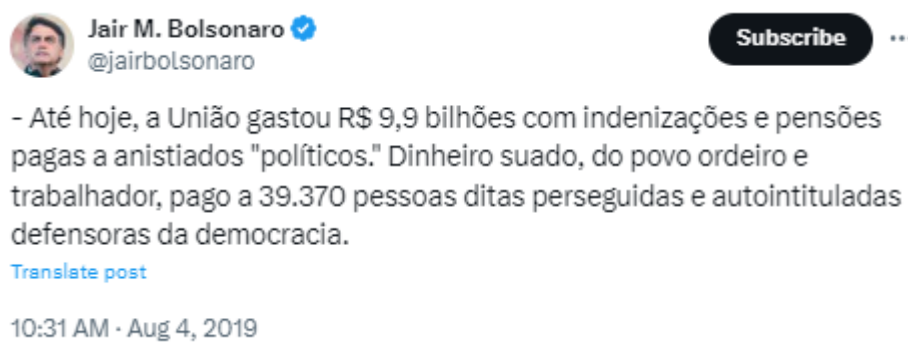 Jair M. Bolsonaro
@jairbolsonaro
Subscribe
- Até hoje, a União gastou R$ 9,9 bilhões com indenizações e pensões
pagas a anistiados "políticos." Dinheiro suado, do povo ordeiro e
trabalhador, pago a 39.370 pessoas ditas perseguidas e autointituladas
defensoras da democracia.
Translate post
10:31 AM · Aug 4, 2019